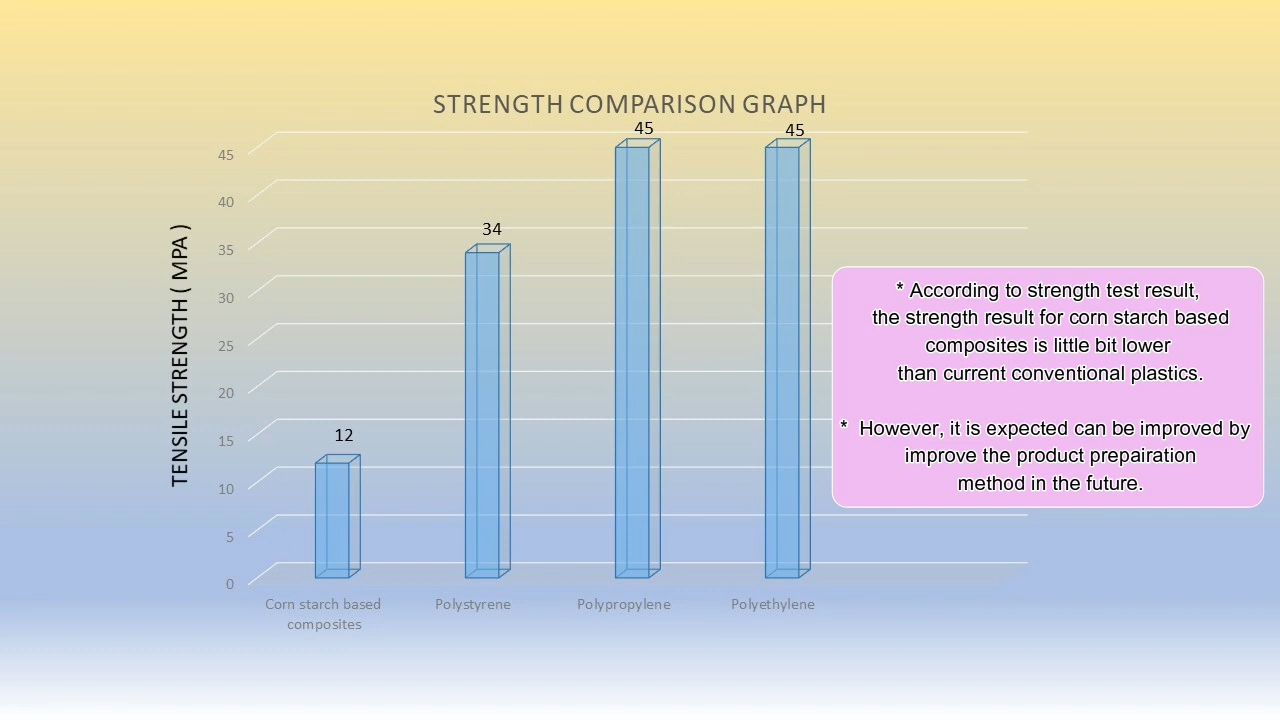 STRENGTH COMPARISON GRAPH
TENSILE STRENGTH ( MPA )
45
40
35
30
25
20
15
10
5
0
12
34
45
45
Corn starch based
composites
Polystyrene
Polypropylene
Polyethylene
* According to strength test result,
the strength result for corn starch based
composites is little bit lower
than current conventional plastics.
* However, it is expected can be improved by
improve the product prepairation
method in the future.